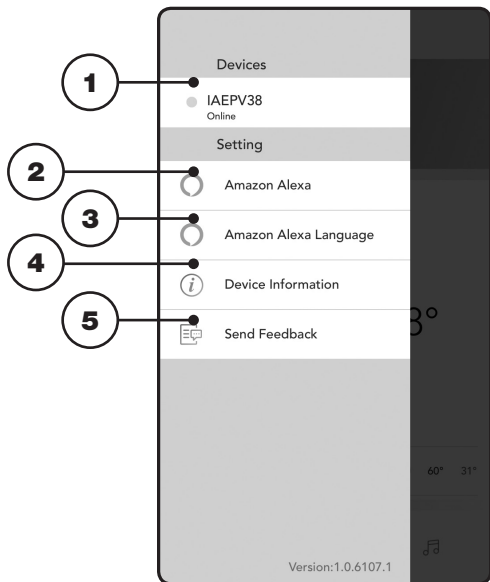 Devices
1
IAEPV38
Online
Setting
2
Amazon Alexa
3
Amazon Alexa Language
4
Device Information
5
Send Feedback
8°
60° 31°
Version:1.0.6107.1